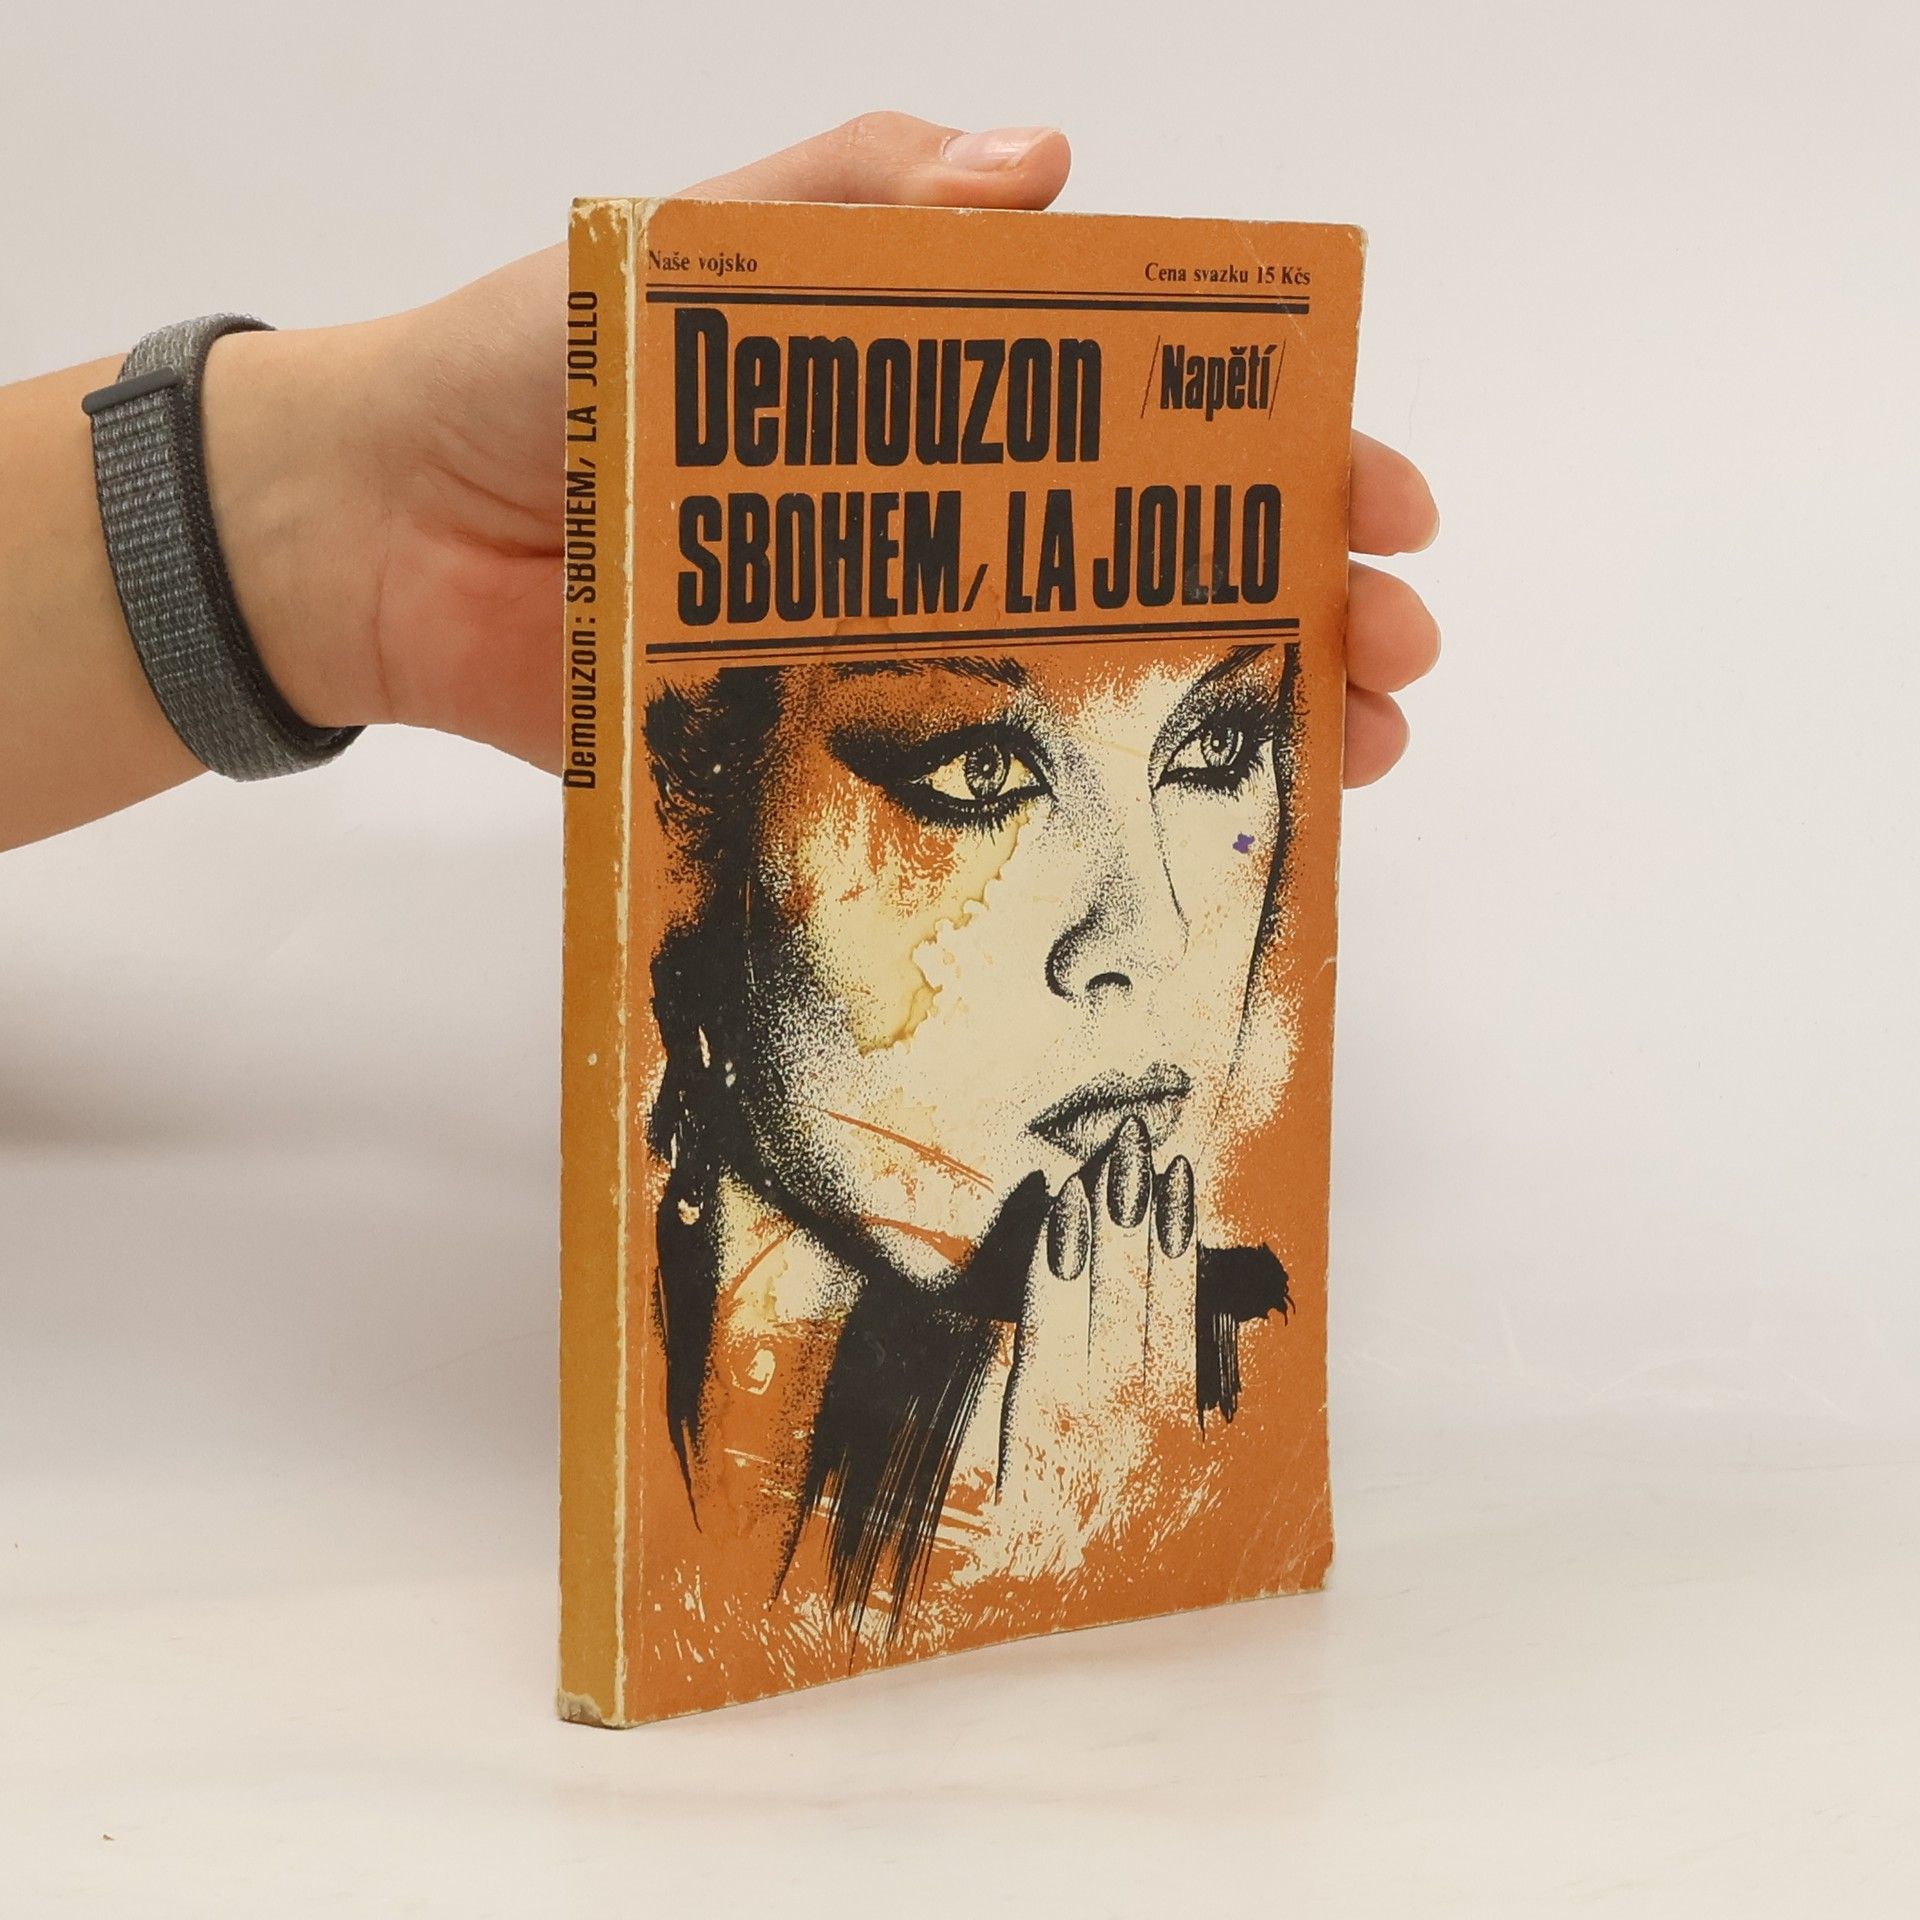 Naše vojsko
Cena svazku 15 Kčs
Demouzon
/Napětí/
SBOHEM, LA JOLLO
Demouzon: SBOHEM, LA JOLLO